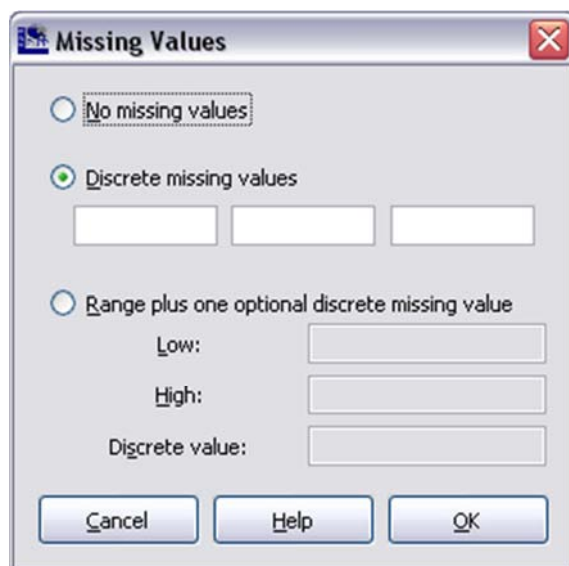 Missing Values
No missing values
Discrete missing values
Range plus one optional discrete missing value
Low:
High:
Discrete value:
Cancel Help OK